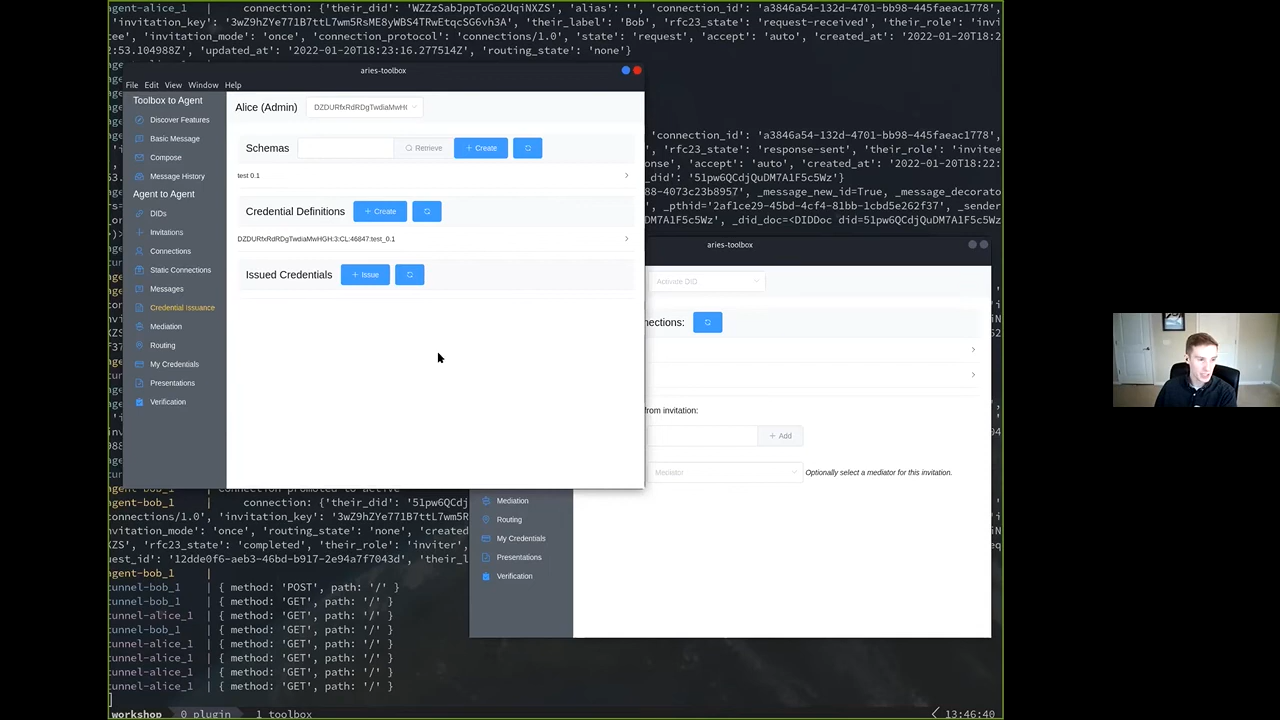 agent-alice_1 | connection: {'their_did': 'WZZzSabJppToGo2UqiNXZS', 'alias': '', 'connection_id': 'a3846a54-132d-4701-bb98-445faeac1778'
, 'invitation_key': '3wZ9hZYe771B7ttL7wm5RsME8yWBS4TRwEtqcSG6vh3A', 'their_label': 'Bob', 'rfc23_state': 'request-received', 'their_role': 'invi
tee', 'invitation_mode': 'once', 'connection_protocol': 'connections/1.0', 'state': 'request', 'accept': 'auto', 'created_at': '2022-01-20T18:2
2:53.104988Z', 'updated_at': '2022-01-20T18:23:16.277514Z', 'routing_state': 'none'}
aries-toolbox
File Edit View Window Help
Toolbox to Agent
Discover Features
Basic Message
Compose
Message History
Agent to Agent
DIDs
Invitations
Connections
Static Connections
Messages
Credential Issuance
Mediation
Routing
My Credentials
Presentations
Verification
Alice (Admin)
Schemas Retrieve + Create
test 0.1
Credential Definitions + Create
DZDURfxRdRDgTwdiaMwHGH:3:CL:46847:test_0.1
Issued Credentials + Issue
', 'connection_id': 'a3846a54-132d-4701-bb98-445faeac1778'
_state': 'response-sent', 'their_role': 'invitee
onse', 'accept': 'auto', 'created_at': '2022-01-20T18:22:
_did': '51pw6QCdjQuDM7A1F5c5Wz'}
88-4073c23b8957', _message_new_id=True, _message_decorato
, _pthid='2af1ce29-45bd-4cf4-81bb-1cbd5e262f37', _sender
QCdjQuDM7A1F5c5Wz', _did_doc=<DIDDoc did=51pw6QCdjQuDM7A
aries-toolbox
Activate DID
nections:
from invitation:
+ Add
Mediator Optionally select a mediator for this invitation.
Mediation
Routing
My Credentials
Presentations
Verification
connection: {'their_did': '51pw6QCdj
connections/1.0', 'invitation_key': '3wZ9hZYe771B7ttL7wm5R
nvitation_mode': 'once', 'routing_state': 'none', 'created
XZS', 'rfc23_state': 'completed', 'their_role': 'inviter'
uest_id': '12dde0f6-aeb3-46bd-b917-2e94a7f7043d', 'their_l
agent-bob_1 |
tunnel-bob_1 | { method: 'POST', path: '/' }
tunnel-bob_1 | { method: 'GET', path: '/' }
tunnel-alice_1 | { method: 'GET', path: '/' }
tunnel-bob_1 | { method: 'GET', path: '/' }
tunnel-alice_1 | { method: 'GET', path: '/' }
tunnel-alice_1 | { method: 'GET', path: '/' }
tunnel-alice_1 | { method: 'GET', path: '/' }
tunnel-alice_1 | { method: 'GET', path: '/' }
workshop 0 plugin 1 toolbox 13:46:40